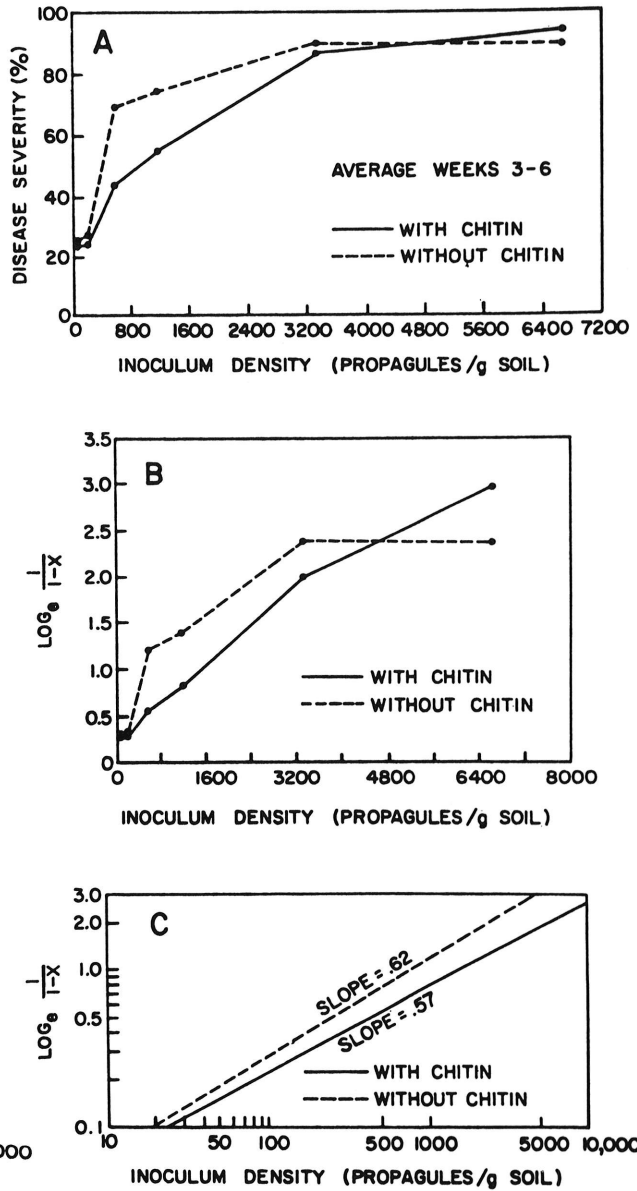 A
DISEASE SEVERITY (%)
100
80
60
40
20
0
AVERAGE WEEKS 3-6
WITH CHITIN
WITHOUT CHITIN
0 800 1600 2400 3200 4000 4800 5600 6400 7200
INOCULUM DENSITY (PROPAGULES/g SOIL)
B
LOGe 1/1-X
3.5
3.0
2.5
2.0
1.5
1.0
0.5
0
WITH CHITIN
WITHOUT CHITIN
0 1600 3200 4800 6400 8000
INOCULUM DENSITY (PROPAGULES/g SOIL)
C
LOGe 1/1-X
3.0
2.0
1.0
0.5
0.1
SLOPE = .62
SLOPE = .57
WITH CHITIN
WITHOUT CHITIN
10 50 100 500 1000 5000 10,000
000
INOCULUM DENSITY (PROPAGULES/g SOIL)